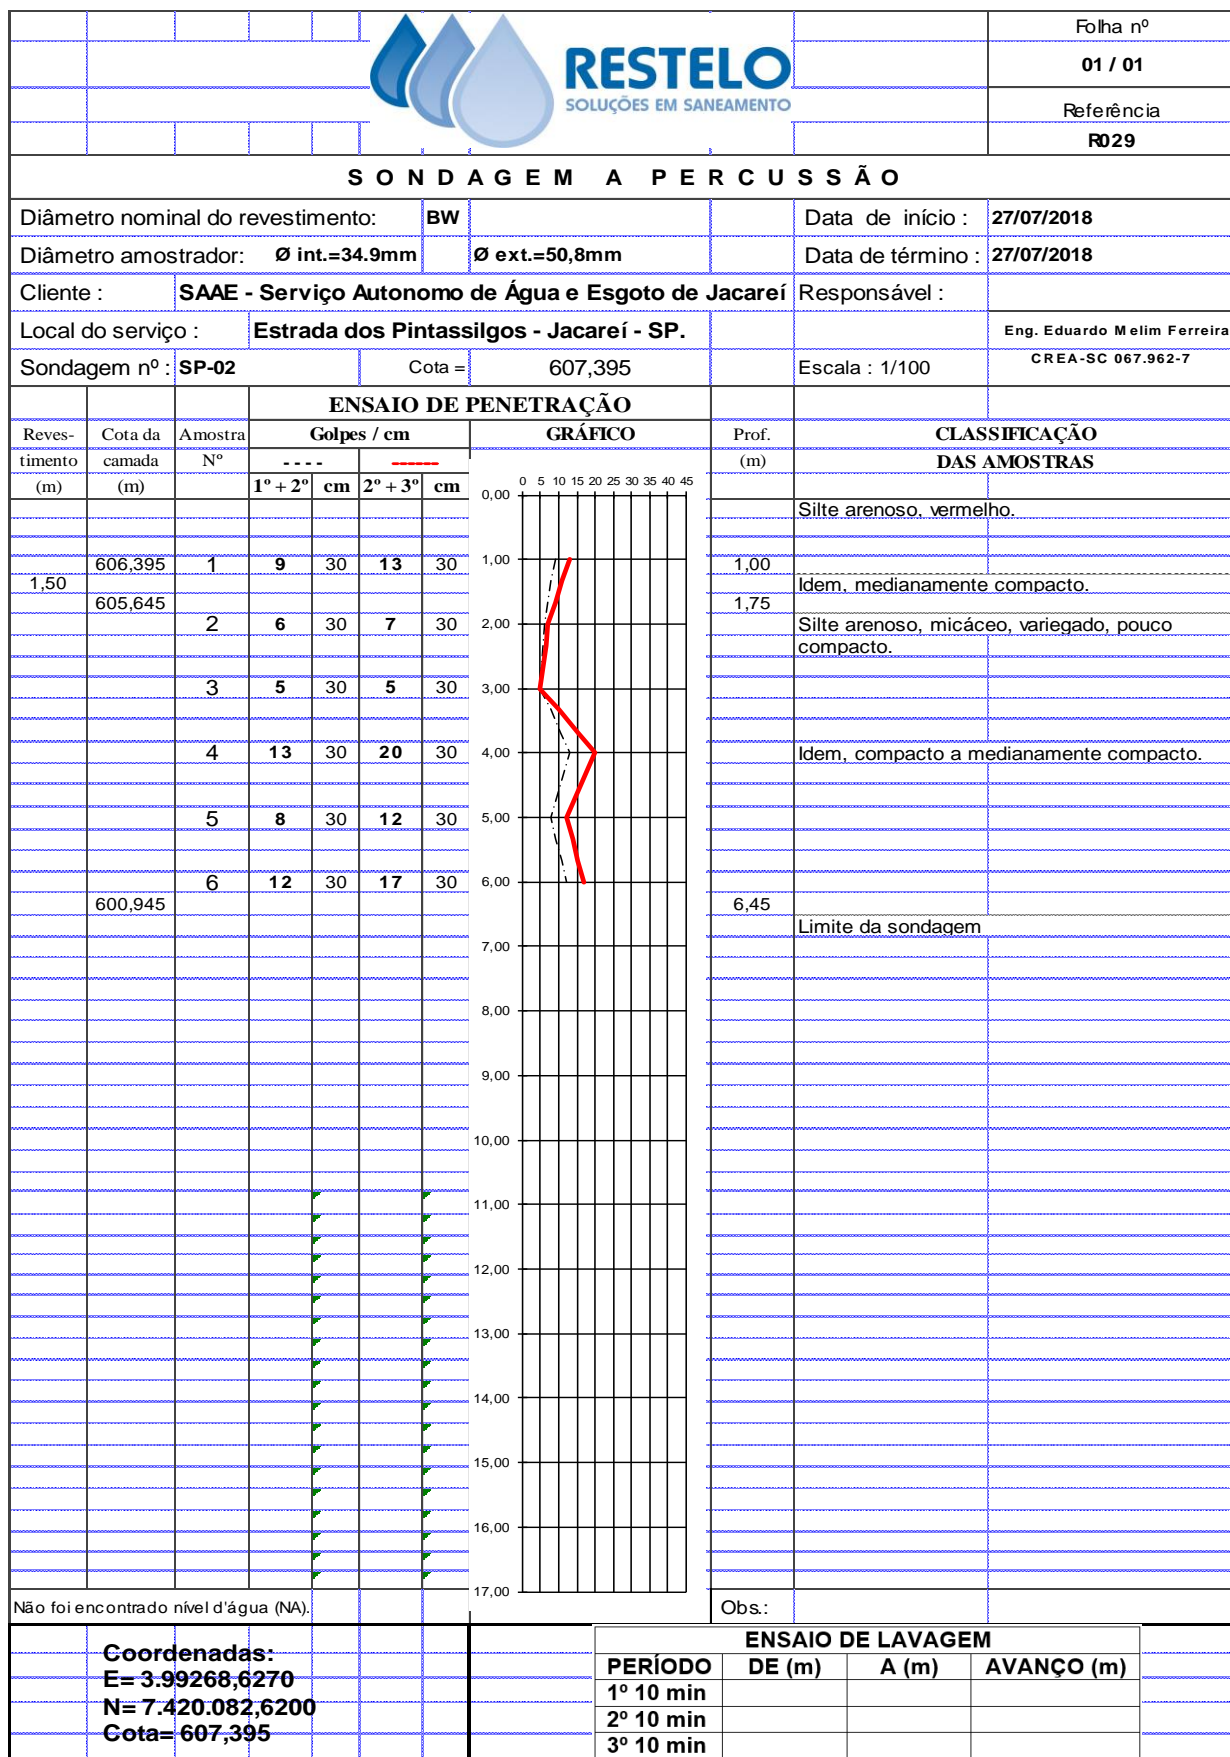 RESTELO
SOLUÇÕES EM SANEAMENTO
Folha nº
01 / 01
Referência
R029
SONDAGEM A PERCUSSÃO
Diâmetro nominal do revestimento: BW Data de início : 27/07/2018
Diâmetro amostrador: Ø int.=34.9mm Ø ext.=50,8mm Data de término : 27/07/2018
Cliente : SAAE - Serviço Autonomo de Água e Esgoto de Jacareí Responsável :
Local do serviço : Estrada dos Pintassilgos - Jacareí - SP. Eng. Eduardo Melim Ferreira
Sondagem nº : SP-02 Cota = 607,395 Escala : 1/100 CREA-SC 067.962-7
ENSAIO DE PENETRAÇÃO
Reves- Cota da Amostra Golpes / cm GRÁFICO Prof. CLASSIFICAÇÃO
timento camada Nº ---- ------ (m) DAS AMOSTRAS
(m) (m) 1º + 2º cm 2º + 3º cm 0 5 10 15 20 25 30 35 40 45
0,00 Silte arenoso, vermelho.
606,395 1 9 30 13 30 1,00 1,00
1,50 Idem, medianamente compacto.
605,645 1,75
2 6 30 7 30 2,00 Silte arenoso, micáceo, variegado, pouco
compacto.
3 5 30 5 30 3,00
4 13 30 20 30 4,00 Idem, compacto a medianamente compacto.
5 8 30 12 30 5,00
6 12 30 17 30 6,00
600,945 6,45
Limite da sondagem
7,00
8,00
9,00
10,00
11,00
12,00
13,00
14,00
15,00
16,00
17,00
Não foi encontrado nível d'água (NA). Obs.:
Coordenadas:
E= 3.99268,6270
N= 7.420.082,6200
Cota= 607,395
ENSAIO DE LAVAGEM
PERÍODO DE (m) A (m) AVANÇO (m)
1º 10 min
2º 10 min
3º 10 min